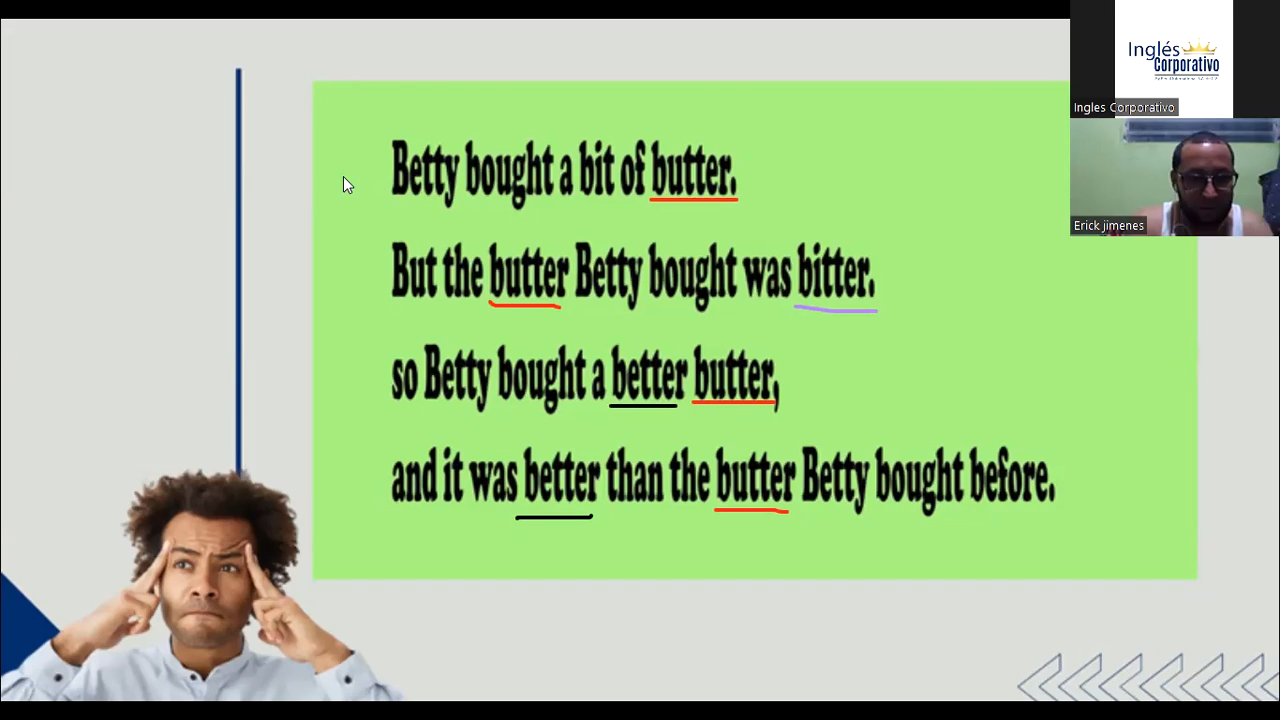 Inglés
Corporativo
Ingles Corporativo
Erick jimenes
Betty bought a bit of butter.
But the butter Betty bought was bitter.
so Betty bought a better butter,
and it was better than the butter Betty bought before.